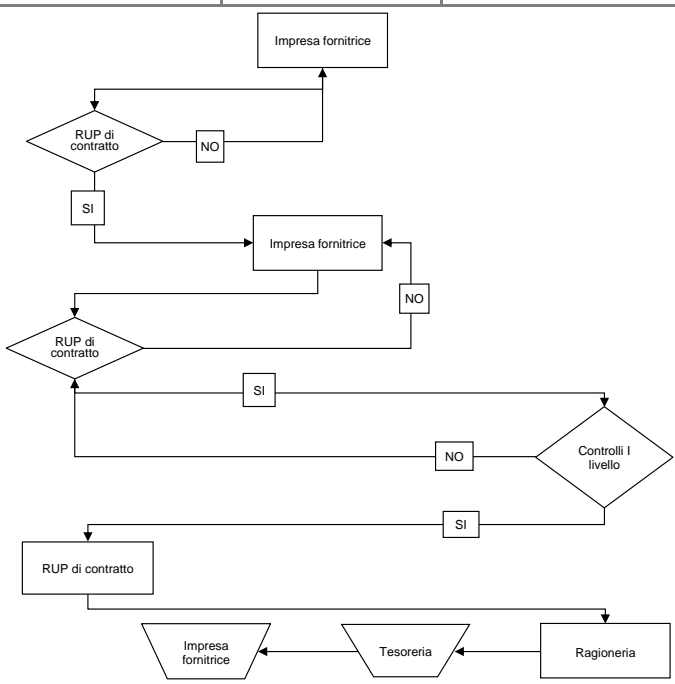 Impresa fornitrice
RUP di
contratto
NO
SI
Impresa fornitrice
NO
RUP di
contratto
SI
NO
Controlli I
livello
SI
RUP di contratto
Impresa
fornitrice
Tesoreria
Ragioneria